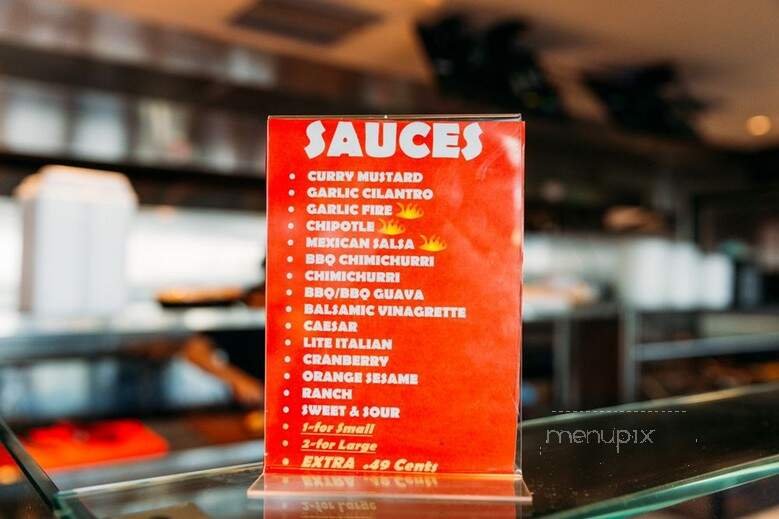 SAUCES
• CURRY MUSTARD
• GARLIC CILANTRO
• GARLIC FIRE
• CHIPOTLE
• MEXICAN SALSA
• BBQ CHIMICHURRI
• CHIMICHURRI
• BBQ/BBQ GUAVA
• BALSAMIC VINAGRETTE
• CAESAR
• LITE ITALIAN
• CRANBERRY
• ORANGE SESAME
• RANCH
• SWEET & SOUR
• 1-for Small
• 2-for Large
• EXTRA .49 Cents
menupix